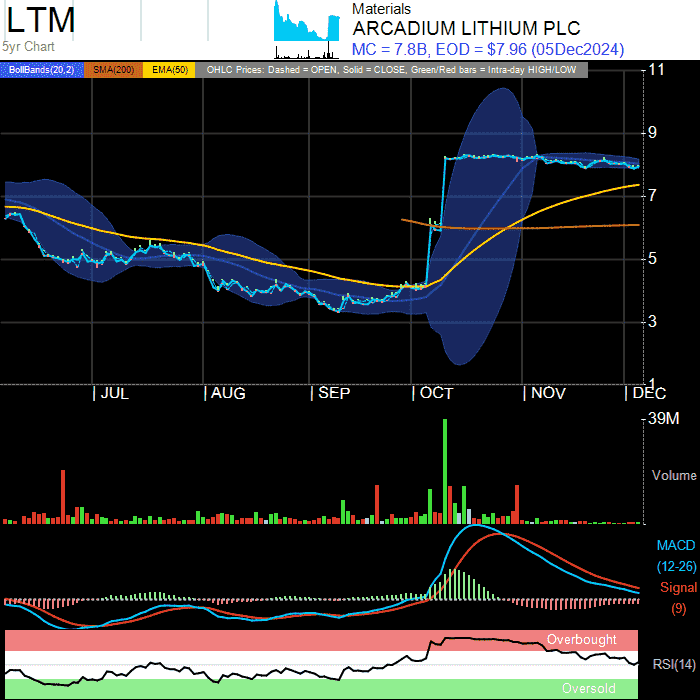 LTM
5yr Chart
Materials
ARCADIUM LITHIUM PLC
MC = 7.8B, EOD = $7.96 (05Dec2024)
BollBands(20,2) SMA(200) EMA(50) OHLC Prices: Dashed = OPEN, Solid = CLOSE, Green/Red bars = Intra-day HIGH/LOW
11
9
7
5
3
1
| JUL | AUG | SEP | OCT | NOV | DEC
39M
Volume
MACD
(12-26)
Signal
(9)
Overbought
RSI(14)
Oversold